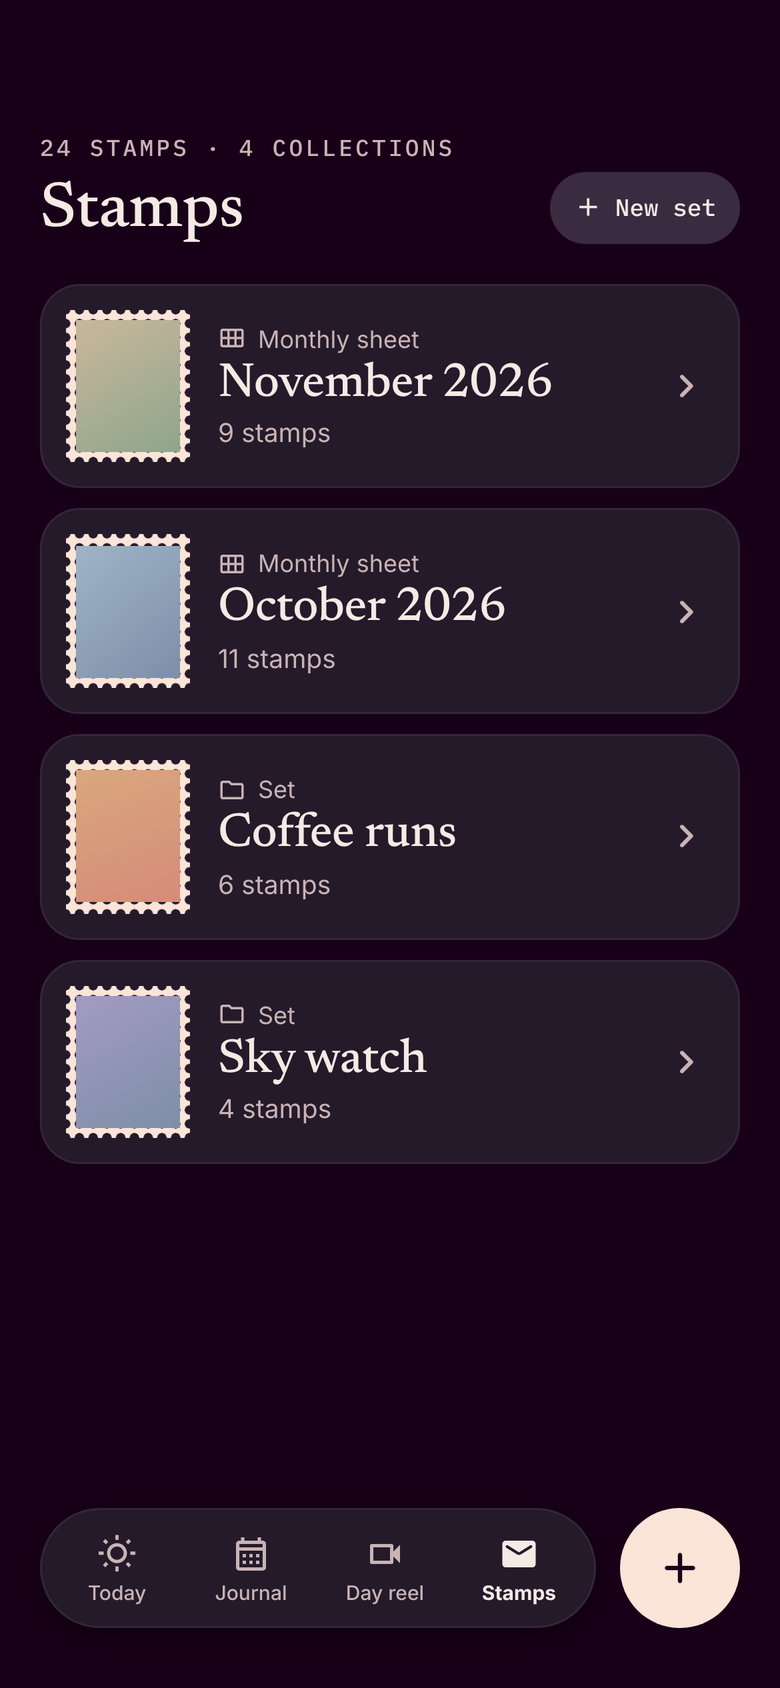 24 STAMPS · 4 COLLECTIONS
Stamps
+ New set
Monthly sheet
November 2026
9 stamps
Monthly sheet
October 2026
11 stamps
Set
Coffee runs
6 stamps
Set
Sky watch
4 stamps
Today
Journal
Day reel
Stamps